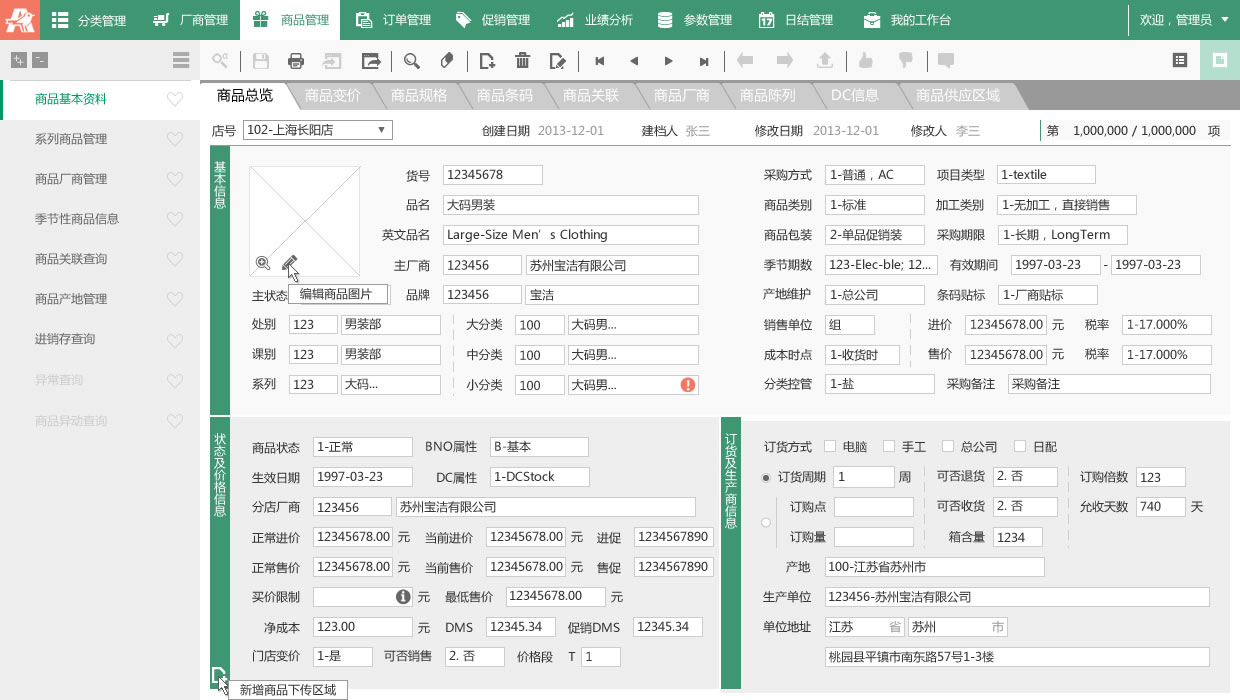 分类管理 厂商管理 商品管理 订单管理 促销管理 业绩分析 参数管理 17 日结管理 我的工作台 欢迎，管理员
商品基本资料
系列商品管理
商品厂商管理
季节性商品信息
商品关联查询
商品产地管理
进销存查询
异常查询
商品异动查询
商品总览 商品变价 商品规格 商品条码 商品关联 商品厂商 商品陈列 DC信息 商品供应区域
店号 102-上海长阳店 创建日期 2013-12-01 建档人 张三 修改日期 2013-12-01 修改人 李三 第 1,000,000 / 1,000,000 项
基本信息
货号 12345678 采购方式 1-普通，AC 项目类型 1-textile
品名 大码男装 商品类别 1-标准 加工类别 1-无加工，直接销售
英文品名 Large-Size Men’s Clothing 商品包装 2-单品促销装 采购期限 1-长期，LongTerm
主厂商 123456 苏州宝洁有限公司 季节期数 123-Elec-ble; 12... 有效期间 1997-03-23 - 1997-03-23
主状态 编辑商品图片 品牌 123456 宝洁 产地维护 1-总公司 条码贴标 1-厂商贴标
处别 123 男装部 大分类 100 大码男... 销售单位 组 进价 12345678.00 元 税率 1-17.000%
课别 123 男装部 中分类 100 大码男... 成本时点 1-收货时 售价 12345678.00 元 税率 1-17.000%
系列 123 大码... 小分类 100 大码男... 分类控管 1-盐 采购备注 采购备注
状态及价格信息
商品状态 1-正常 BNO属性 B-基本
生效日期 1997-03-23 DC属性 1-DCStock
分店厂商 123456 苏州宝洁有限公司
正常进价 12345678.00 元 当前进价 12345678.00 元 进促 1234567890
正常售价 12345678.00 元 当前售价 12345678.00 元 售促 1234567890
买价限制 元 最低售价 12345678.00 元
净成本 123.00 元 DMS 12345.34 促销DMS 12345.34
门店变价 1-是 可否销售 2. 否 价格段 T 1
新增商品下传区域
订货及生产商信息
订货方式 电脑 手工 总公司 日配
订货周期 1 周 可否退货 2. 否 订购倍数 123
订购点 可否收货 2. 否 允收天数 740 天
订购量 箱含量 1234
产地 100-江苏省苏州市
生产单位 123456-苏州宝洁有限公司
单位地址 江苏 省 苏州 市
桃园县平镇市南东路57号1-3楼